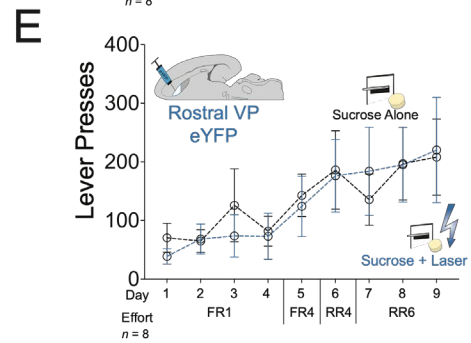 n = 8
E
400
300
200
100
0
Lever Presses
Rostral VP
eYFP
Sucrose Alone
Sucrose + Laser
Day 1 2 3 4 5 6 7 8 9
Effort FR1 FR4 RR4 RR6
n = 8